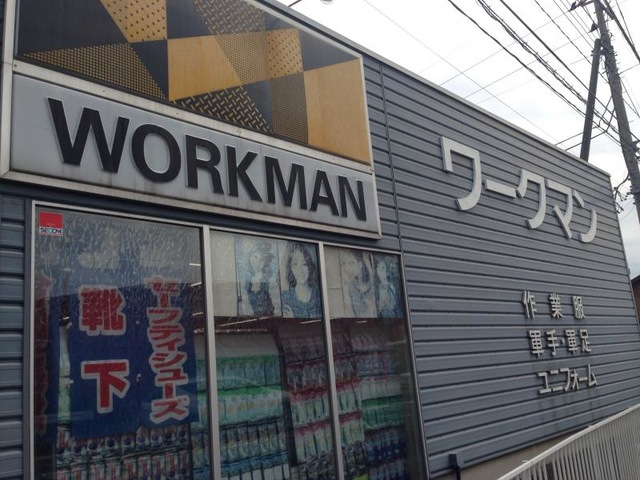 WORKMAN
ワークマン
SECOM
靴下
セーフティシューズ
作業服
軍手・軍足
ユニフォーム